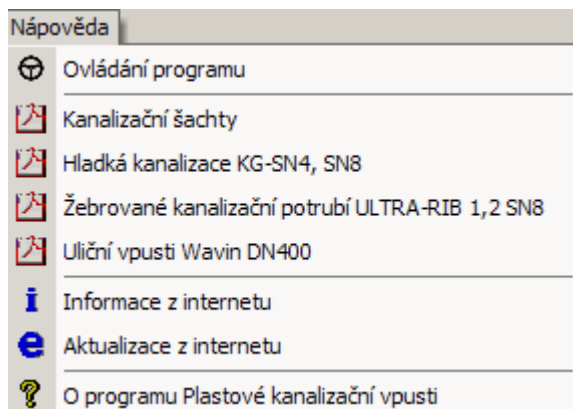 Nápověda
Ovládání programu
Kanalizační šachty
Hladká kanalizace KG-SN4, SN8
Žebrované kanalizační potrubí ULTRA-RIB 1,2 SN8
Uliční vpusti Wavin DN400
Informace z internetu
Aktualizace z internetu
O programu Plastové kanalizační vpusti